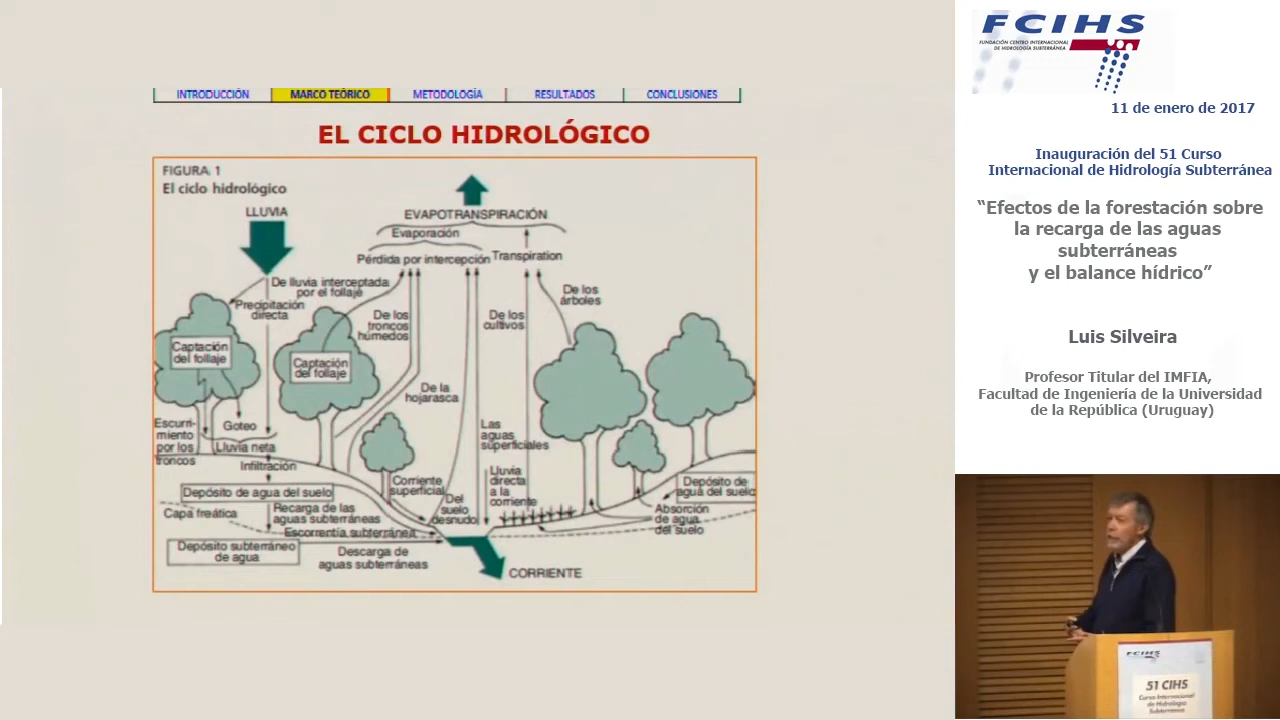 INTRODUCCIÓN
MARCO TEÓRICO
METODOLOGÍA
RESULTADOS
CONCLUSIONES
EL CICLO HIDROLÓGICO
FIGURA 1
El ciclo hidrológico
LLUVIA
EVAPOTRANSPIRACIÓN
Evaporación
Pérdida por intercepción
Transpiration
De lluvia interceptada
por el follaje
Precipitación
directa
De los
troncos
húmedos
De los
cultivos
De los
árboles
Captación
del follaje
Captación
del follaje
De la
hojarasca
Escurri-
miento
por los
troncos
Goteo
Lluvia neta
Infiltración
Las
aguas
superficiales
Corriente
superficial
Lluvia
directa
a la
corriente
Del
suelo
desnudo
Depósito de
agua del suelo
Absorción
de agua
del suelo
Depósito de agua del suelo
Capa freática
Recarga de las
aguas subterráneas
Escorrentía subterránea
Depósito subterráneo
de agua
Descarga de
aguas subterráneas
CORRIENTE
FCIHS
FUNDACIÓN CENTRO INTERNACIONAL
DE HIDROLOGÍA SUBTERRÁNEA
11 de enero de 2017
Inauguración del 51 Curso
Internacional de Hidrología Subterránea
“Efectos de la forestación sobre
la recarga de las aguas
subterráneas
y el balance hídrico”
Luis Silveira
Profesor Titular del IMFIA,
Facultad de Ingeniería de la Universidad
de la República (Uruguay)
FCIHS
51 CIHS
Curso Internacional
de Hidrología
Subterránea